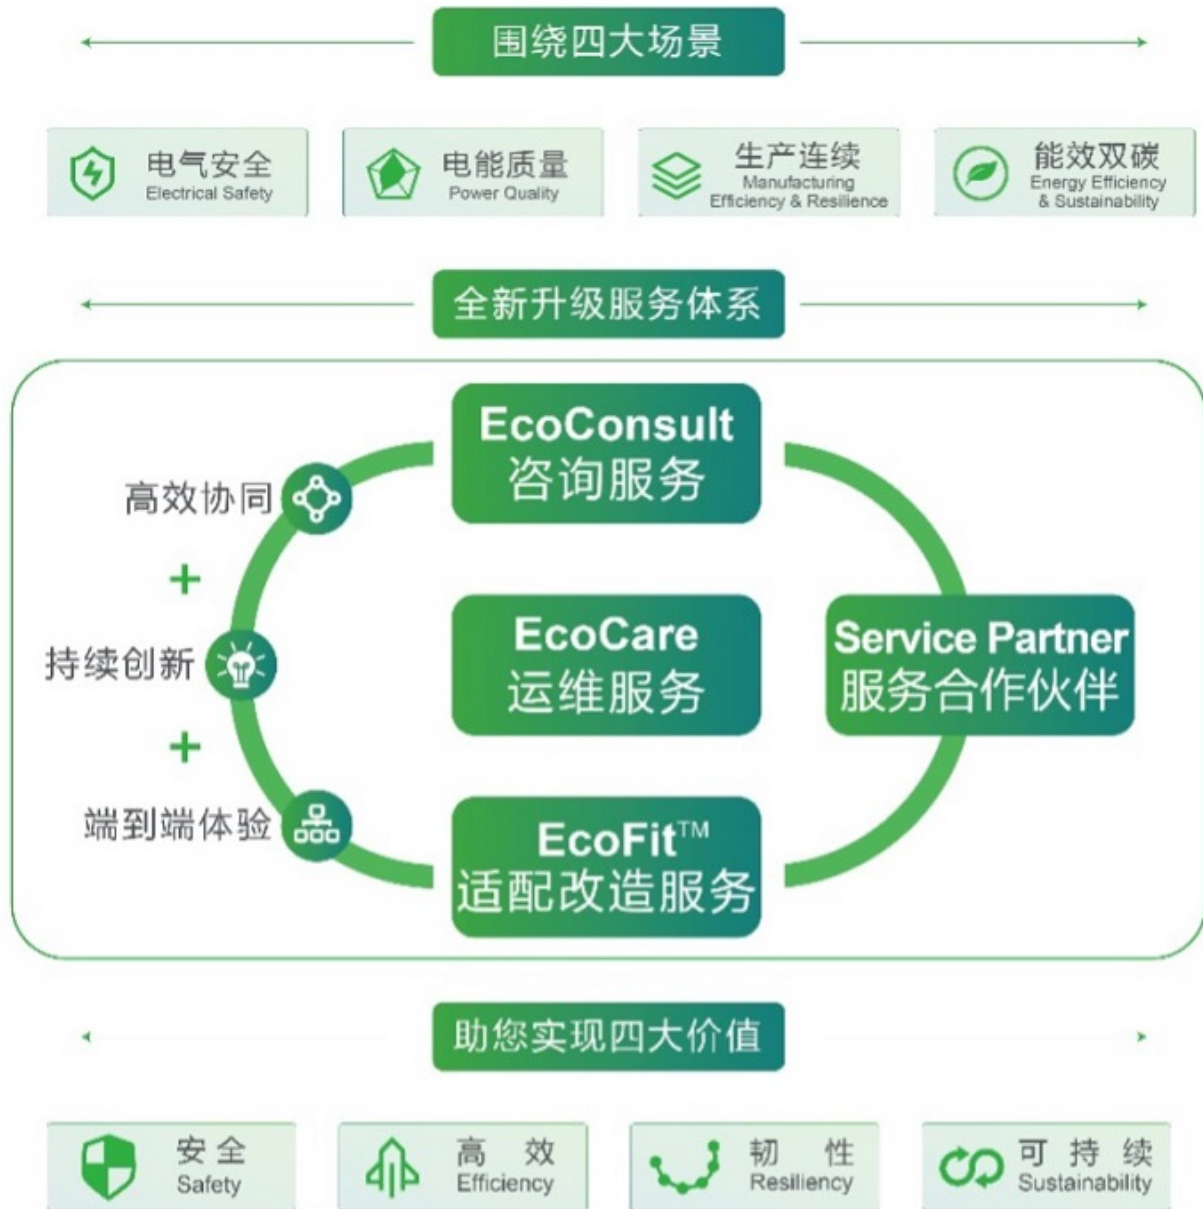 围绕四大场景
电气安全
Electrical Safety
电能质量
Power Quality
生产连续
Manufacturing
Efficiency & Resilience
能效双碳
Energy Efficiency
& Sustainability
全新升级服务体系
EcoConsult
咨询服务
高效协同
+
持续创新
+
端到端体验
EcoCare
运维服务
Service Partner
服务合作伙伴
EcoFit™
适配改造服务
助您实现四大价值
安全
Safety
高效
Efficiency
韧性
Resiliency
可持续
Sustainability